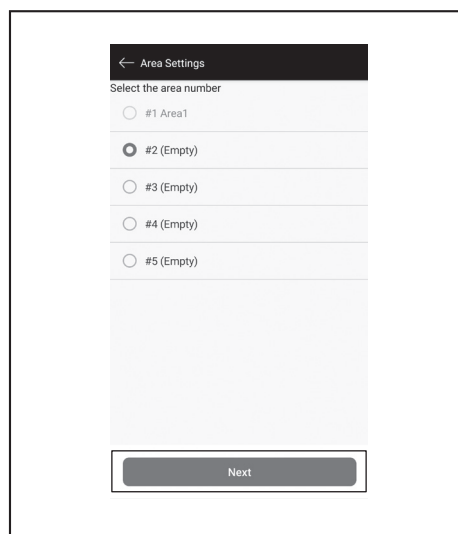 Area Settings
Select the area number
#1 Area1
#2 (Empty)
#3 (Empty)
#4 (Empty)
#5 (Empty)
Next